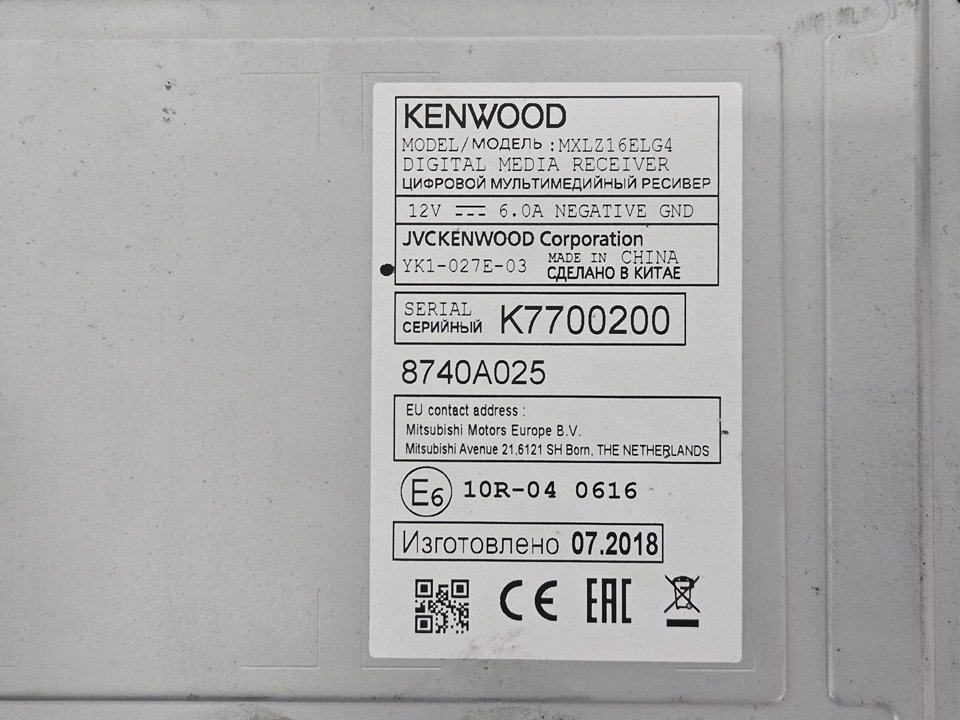 KENWOOD
MODEL/МОДЕЛЬ :MXLZ16ELG4
DIGITAL MEDIA RECEIVER
ЦИФРОВОЙ МУЛЬТИМЕДИЙНЫЙ РЕСИВЕР
12V 6.0A NEGATIVE GND
JVCKENWOOD Corporation
YK1-027E-03 MADE IN CHINA
СДЕЛАНО В КИТАЕ
SERIAL
СЕРИЙНЫЙ K7700200
8740A025
EU contact address :
Mitsubishi Motors Europe B.V.
Mitsubishi Avenue 21,6121 SH Born, THE NETHERLANDS
E6 10R-04 0616
Изготовлено 07.2018
CE EAC